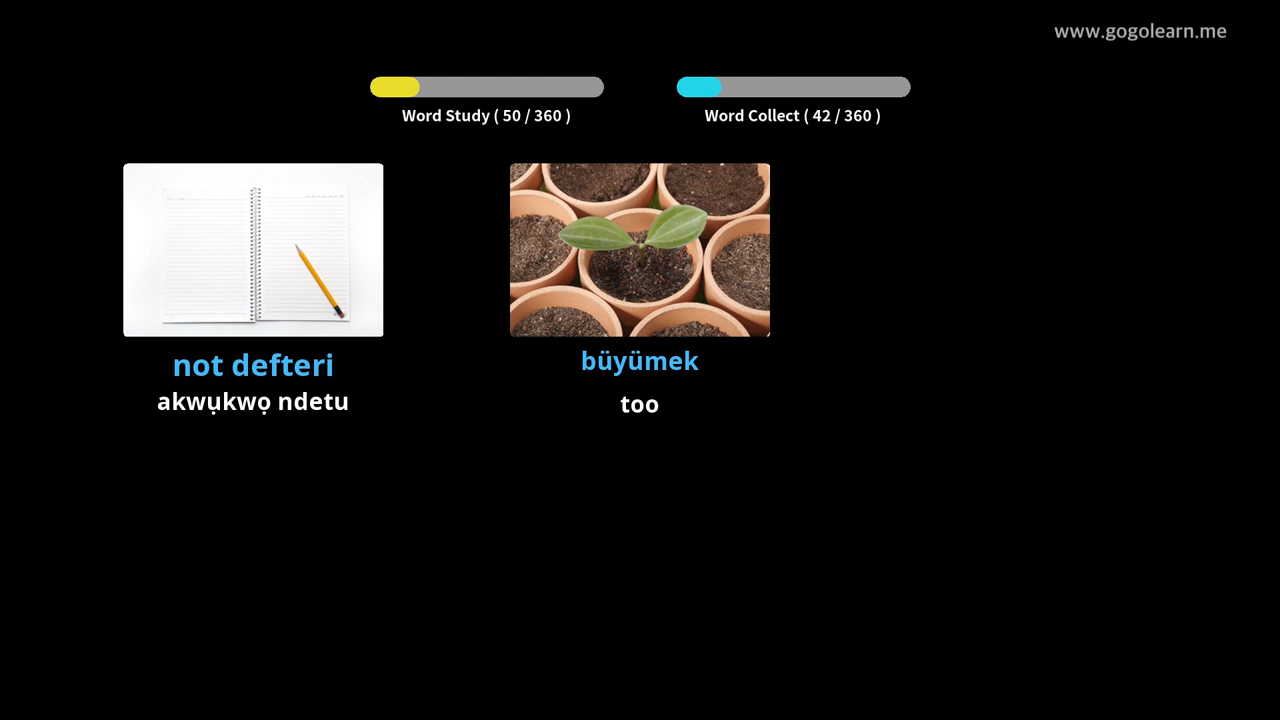 www.gogolearn.me
Word Study ( 50 / 360 )
Word Collect ( 42 / 360 )
not defteri
akwụkwọ ndetu
büyümek
too